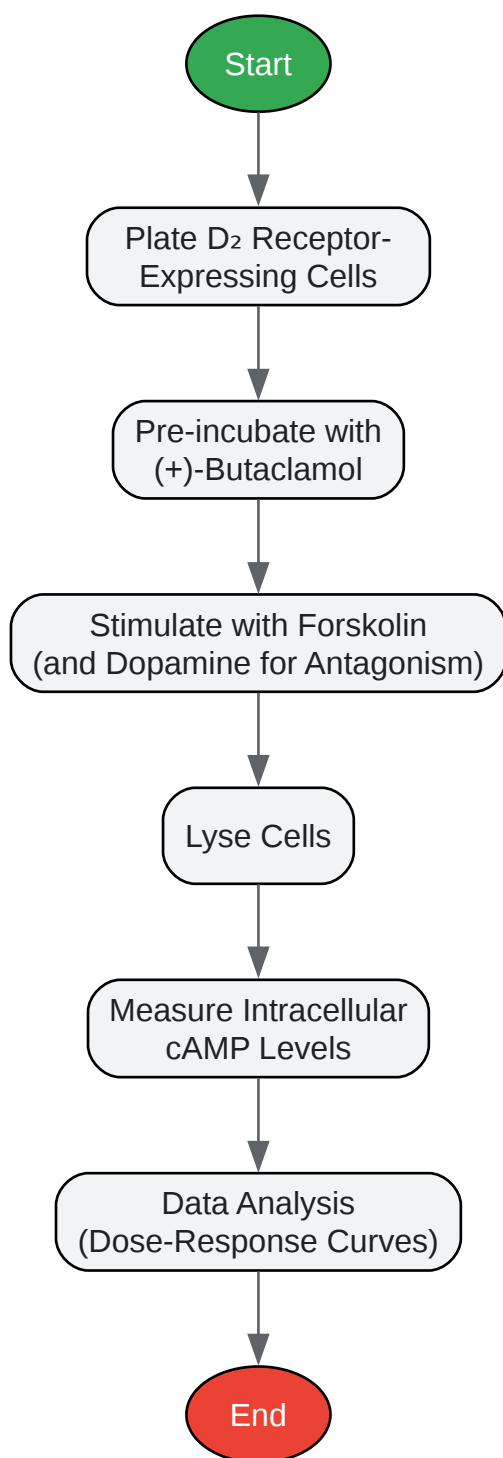 Start
Plate D₂ Receptor-
Expressing Cells
Pre-incubate with
(+)-Butaclamol
Stimulate with Forskolin
(and Dopamine for Antagonism)
Lyse Cells
Measure Intracellular
cAMP Levels
Data Analysis
(Dose-Response Curves)
End